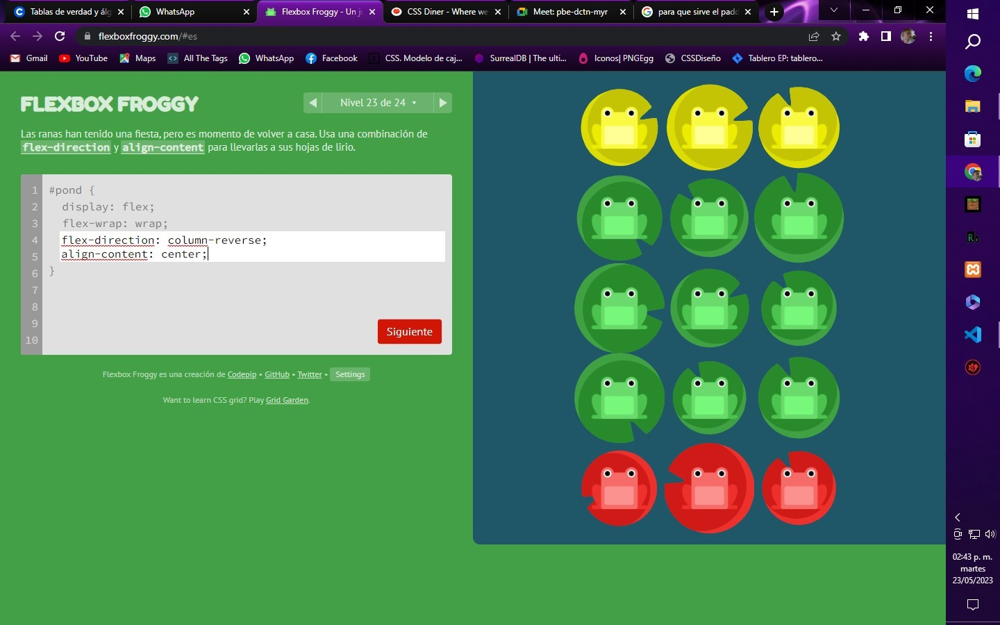 Tablas de verdad y álg
WhatsApp
Flexbox Froggy - Un ju
CSS Diner - Where we
Meet: pbe-dctn-myr
para que sirve el padd
flexboxfroggy.com/#es
Gmail
YouTube
Maps
All The Tags
WhatsApp
Facebook
CSS. Modelo de caj...
SurrealDB | The ulti...
Iconos| PNGEgg
CSSDiseño
Tablero EP: tablero...
FLEXBOX FROGGY
Nivel 23 de 24
Las ranas han tenido una fiesta, pero es momento de volver a casa. Usa una combinación de
flex-direction y align-content para llevarlas a sus hojas de lirio.
1 #pond {
2 display: flex;
3 flex-wrap: wrap;
4 flex-direction: column-reverse;
5 align-content: center;
6 }
7
8
9
10
Siguiente
Flexbox Froggy es una creación de Codepip • GitHub • Twitter • Settings
Want to learn CSS grid? Play Grid Garden.
02:43 p. m.
martes
23/05/2023